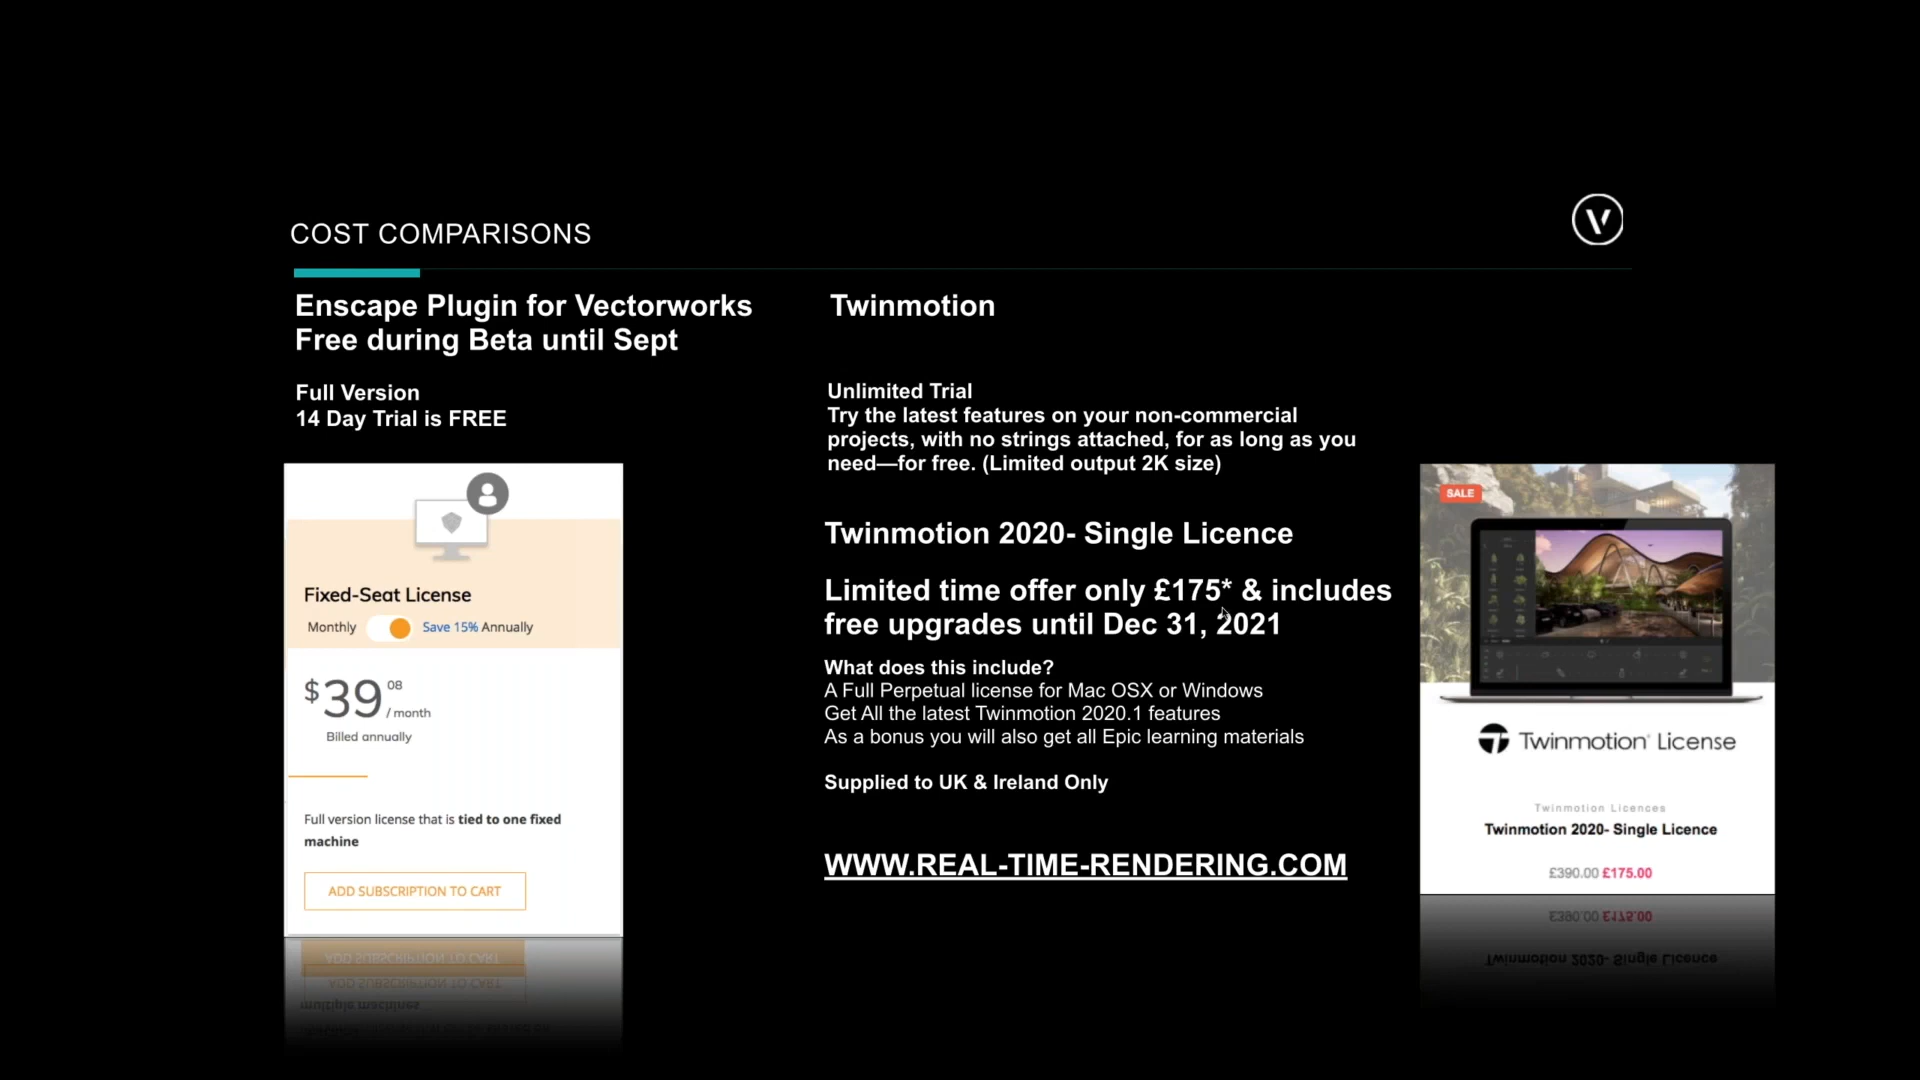 COST COMPARISONS
Enscape Plugin for Vectorworks
Free during Beta until Sept
Full Version
14 Day Trial is FREE
Fixed-Seat License
Monthly Save 15% Annually
$39 08 / month
Billed annually
Full version license that is tied to one fixed
machine
ADD SUBSCRIPTION TO CART
Twinmotion
Unlimited Trial
Try the latest features on your non-commercial
projects, with no strings attached, for as long as you
need—for free. (Limited output 2K size)
Twinmotion 2020- Single Licence
Limited time offer only £175* & includes
free upgrades until Dec 31, 2021
What does this include?
A Full Perpetual license for Mac OSX or Windows
Get All the latest Twinmotion 2020.1 features
As a bonus you will also get all Epic learning materials
Supplied to UK & Ireland Only
WWW.REAL-TIME-RENDERING.COM
SALE
Twinmotion License
Twinmotion Licences
Twinmotion 2020- Single Licence
£390.00 £175.00